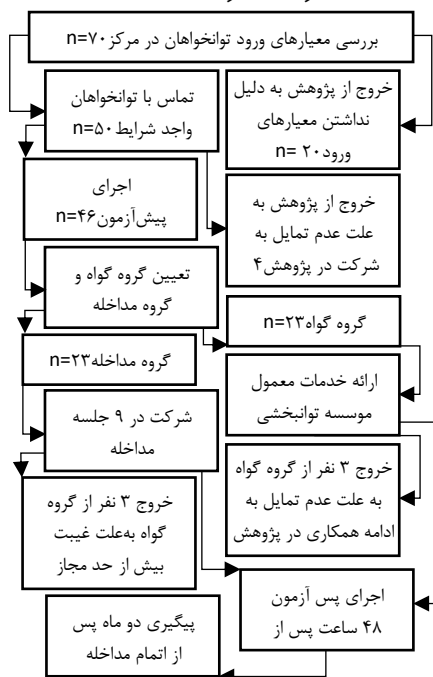 بررسی معیارهای ورود توانخواهان در مرکز n=۷۰
تماس با توانخواهان
واجد شرایط n=۵۰
خروج از پژوهش به دلیل
نداشتن معیارهای
ورود n= ۲۰
اجرای
پیش‌آزمون n=۴۶
خروج از پژوهش به
علت عدم تمایل به
شرکت در پژوهش ۴
تعیین گروه گواه و
گروه مداخله
گروه گواه n=۲۳
گروه مداخله n=۲۳
ارائه خدمات معمول
موسسه توانبخشی
شرکت در ۹ جلسه
مداخله
خروج ۳ نفر از گروه گواه
به علت عدم تمایل به
ادامه همکاری در پژوهش
خروج ۳ نفر از گروه
گواه به‌علت غیبت
بیش از حد مجاز
اجرای پس آزمون
۴۸ ساعت پس از
پیگیری دو ماه پس
از اتمام مداخله